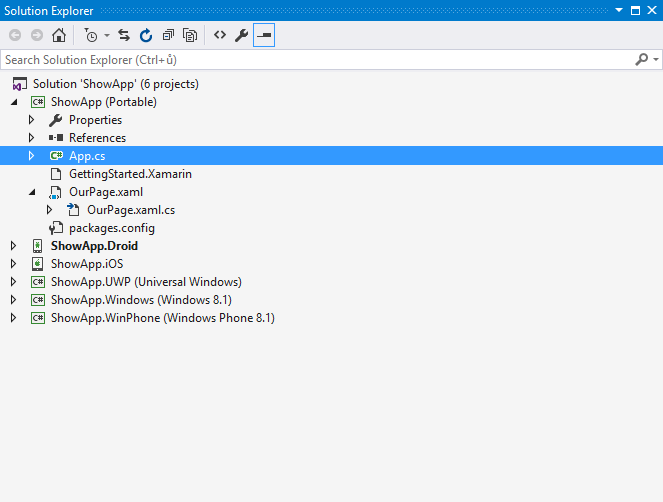 Solution Explorer
Search Solution Explorer (Ctrl+ů)
Solution 'ShowApp' (6 projects)
C# ShowApp (Portable)
Properties
References
C# App.cs
GettingStarted.Xamarin
OurPage.xaml
OurPage.xaml.cs
packages.config
ShowApp.Droid
ShowApp.iOS
C# ShowApp.UWP (Universal Windows)
C# ShowApp.Windows (Windows 8.1)
C# ShowApp.WinPhone (Windows Phone 8.1)